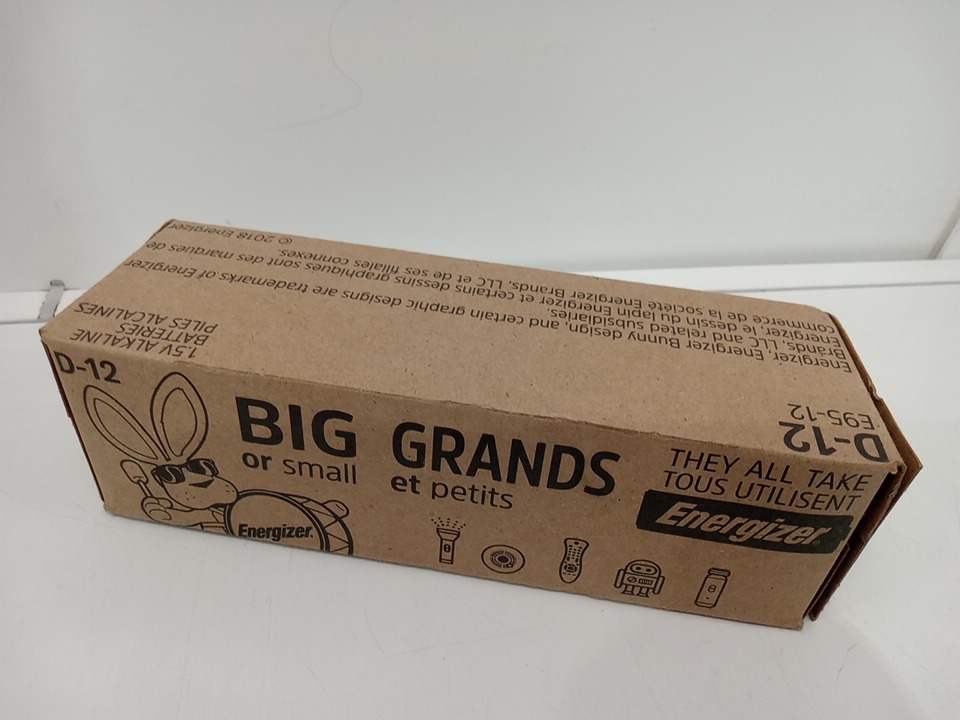 D-12
BIG
or small
GRANDS
et petits
THEY ALL TAKE
TOUS UTILISENT
Energizer.
Energizer.
D-12
E95-12
1.5V ALKALINE
BATTERIES
PILES ALCALINES
Energizer, Energizer Bunny design, and certain graphic designs are trademarks of Energizer
Brands, LLC and related subsidiaries.
Energizer, le dessin du lapin Energizer et certains dessins graphiques sont des marques de
commerce de la société Energizer Brands, LLC et de ses filiales connexes.
© 2018 Energizer